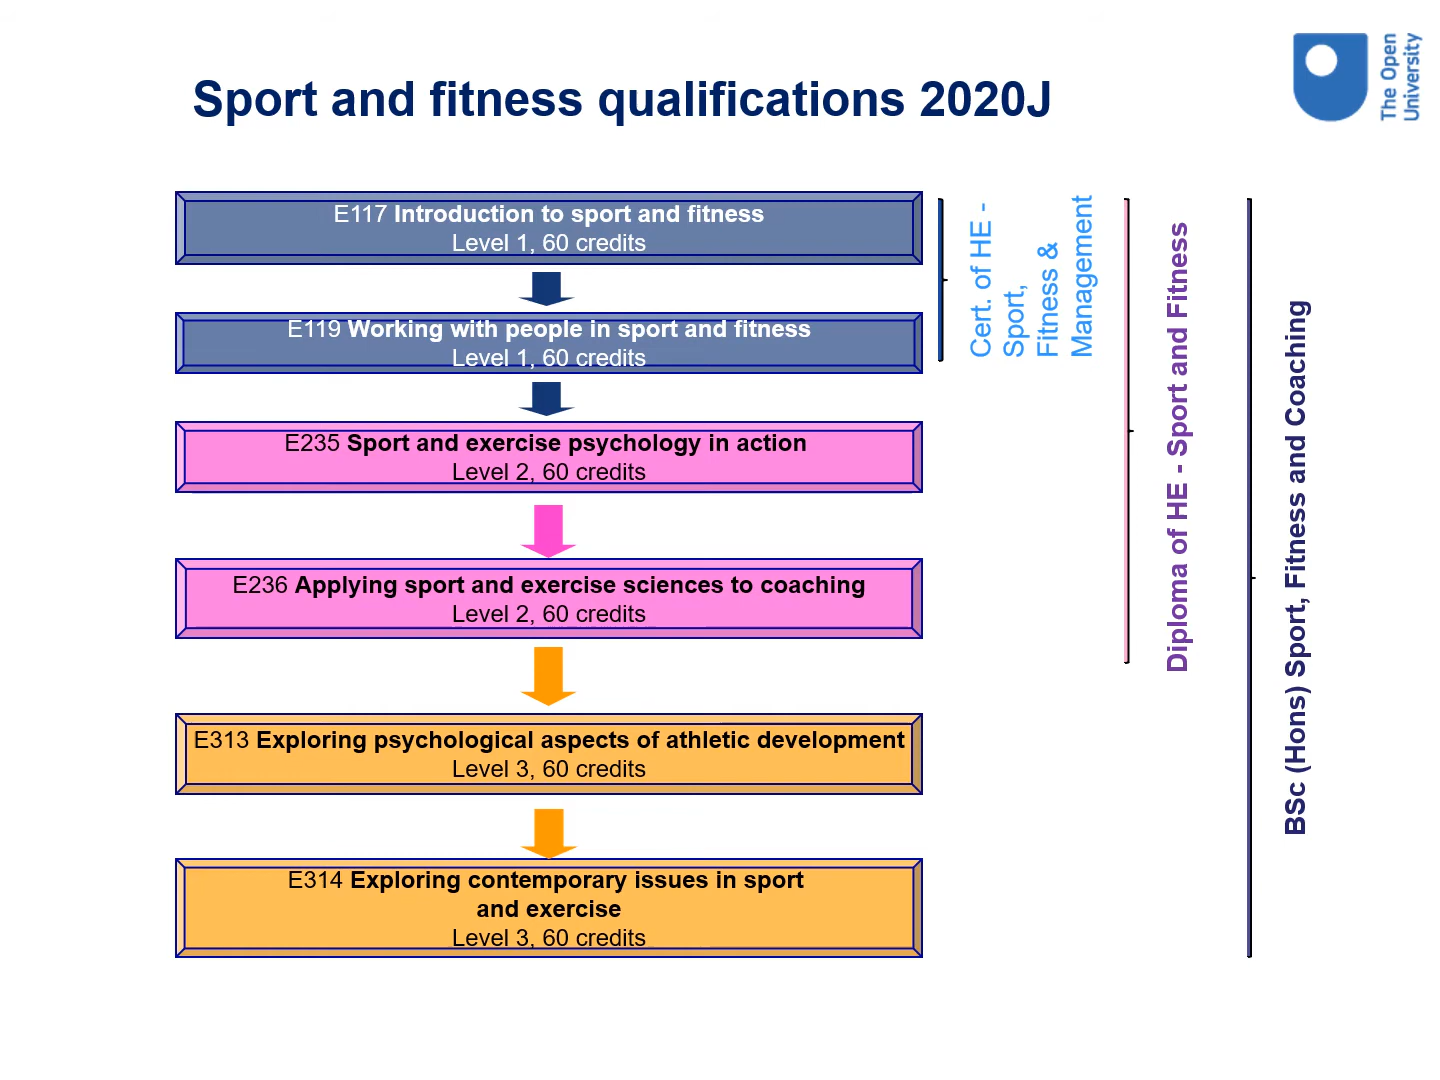 Sport and fitness qualifications 2020J
The Open
University
E117 Introduction to sport and fitness
Level 1, 60 credits
E119 Working with people in sport and fitness
Level 1, 60 credits
E235 Sport and exercise psychology in action
Level 2, 60 credits
E236 Applying sport and exercise sciences to coaching
Level 2, 60 credits
E313 Exploring psychological aspects of athletic development
Level 3, 60 credits
E314 Exploring contemporary issues in sport
and exercise
Level 3, 60 credits
Cert. of HE -
Sport,
Fitness &
Management
Diploma of HE - Sport and Fitness
BSc (Hons) Sport, Fitness and Coaching